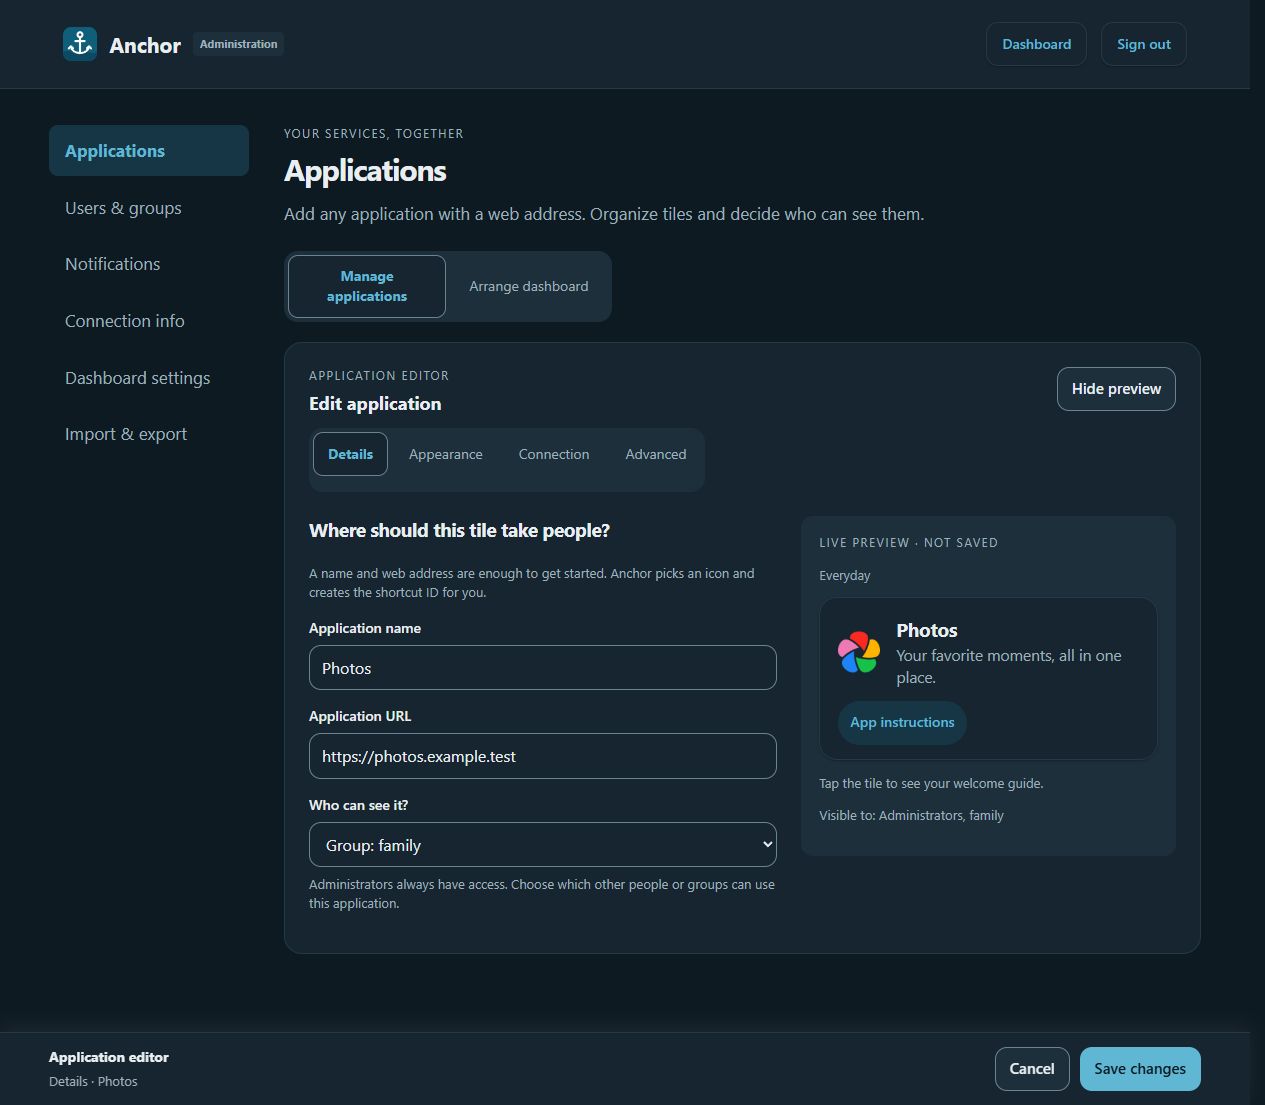 Anchor
Administration
Dashboard
Sign out
Applications
Users & groups
Notifications
Connection info
Dashboard settings
Import & export
YOUR SERVICES, TOGETHER
Applications
Add any application with a web address. Organize tiles and decide who can see them.
Manage
applications
Arrange dashboard
APPLICATION EDITOR
Edit application
Hide preview
Details
Appearance
Connection
Advanced
Where should this tile take people?
A name and web address are enough to get started. Anchor picks an icon and
creates the shortcut ID for you.
Application name
Photos
Application URL
https://photos.example.test
Who can see it?
Group: family
Administrators always have access. Choose which other people or groups can use
this application.
LIVE PREVIEW · NOT SAVED
Everyday
Photos
Your favorite moments, all in one
place.
App instructions
Tap the tile to see your welcome guide.
Visible to: Administrators, family
Application editor
Details · Photos
Cancel
Save changes